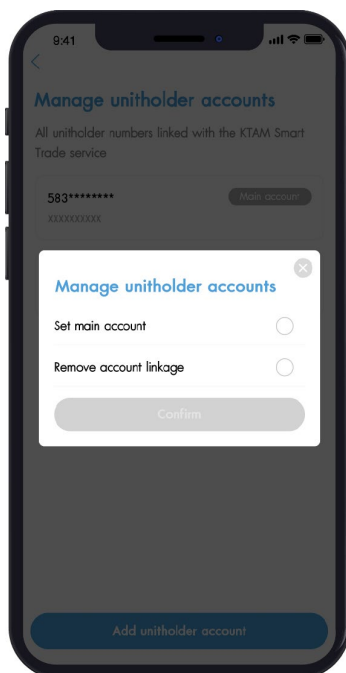 9:41
Manage unitholder accounts
All unitholder numbers linked with the KTAM Smart
Trade service
583********
Main account
XXXXXXXXXX
Manage unitholder accounts
Set main account
Remove account linkage
Confirm
Add unitholder account